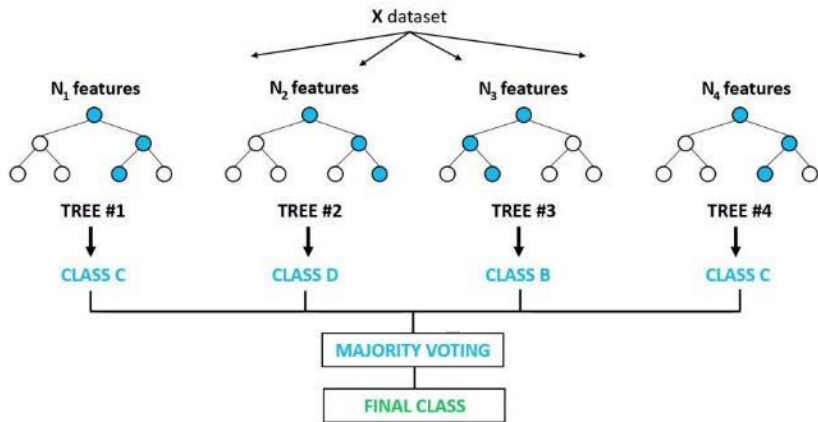 X dataset
N₁ features
N₂ features
N₃ features
N₄ features
TREE #1
TREE #2
TREE #3
TREE #4
CLASS C
CLASS D
CLASS B
CLASS C
MAJORITY VOTING
FINAL CLASS